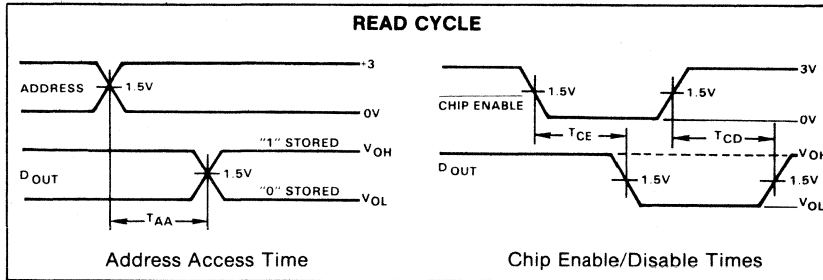 READ CYCLE
ADDRESS
1.5V
+3
0V
DOUT
"1" STORED
VOH
1.5V
"0" STORED
VOL
TAA
Address Access Time
CHIP ENABLE
1.5V
1.5V
3V
0V
TCE
TCD
DOUT
VOH
1.5V
1.5V
VOL
Chip Enable/Disable Times